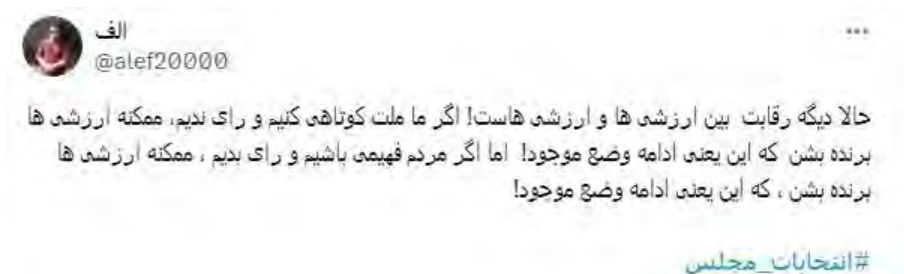 الف
@alef20000
حالا دیگه رقابت بین ارزشی ها و ارزشی هاست! اگر ما ملت کوتاهی کنیم و رای ندیم، ممکنه ارزشی ها
برنده بشن که این یعنی ادامه وضع موجود! اما اگر مردم فهیمی باشیم و رای بدیم ، ممکنه ارزشی ها
برنده بشن ، که این یعنی ادامه وضع موجود!
#انتخابات_مجلس